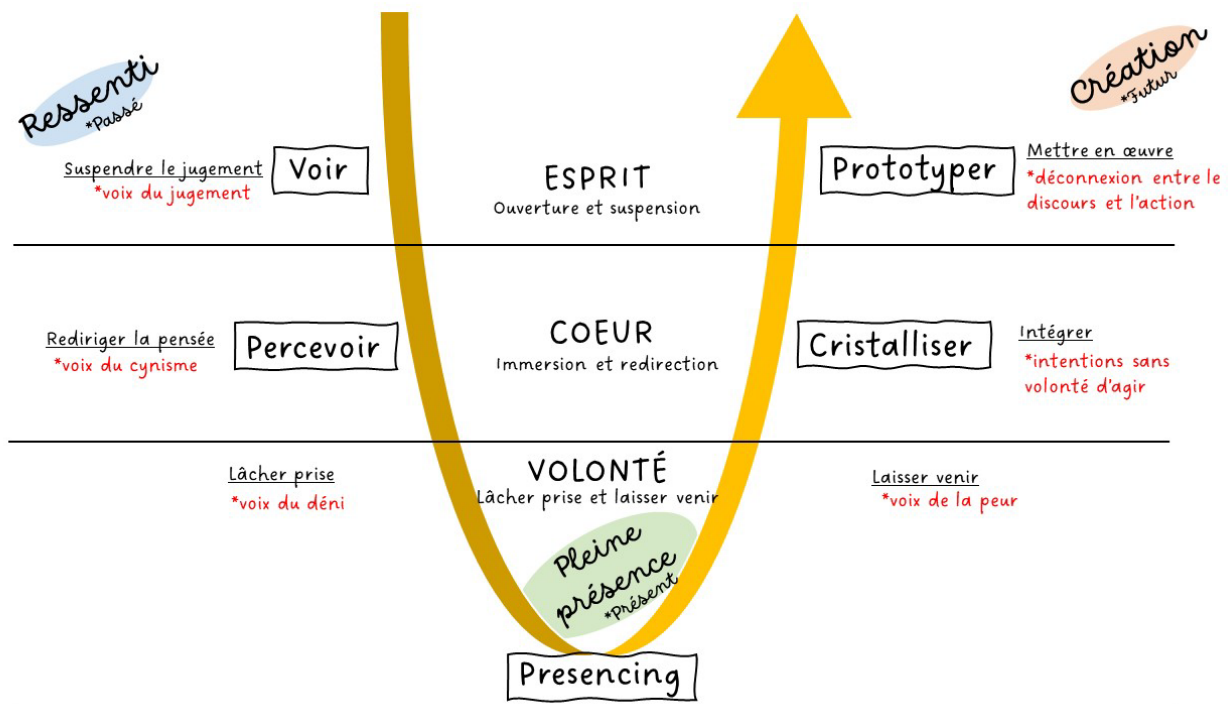 Ressenti
*Passé
Création
*Futur
Suspendre le jugement
*voix du jugement
Voir
ESPRIT
Ouverture et suspension
Prototyper
Mettre en œuvre
*déconnexion entre le
discours et l'action
Rediriger la pensée
*voix du cynisme
Percevoir
COEUR
Immersion et redirection
Cristalliser
Intégrer
*intentions sans
volonté d'agir
Lâcher prise
*voix du déni
VOLONTÉ
Lâcher prise et laisser venir
Laisser venir
*voix de la peur
Pleine
présence
*Présent
Presencing